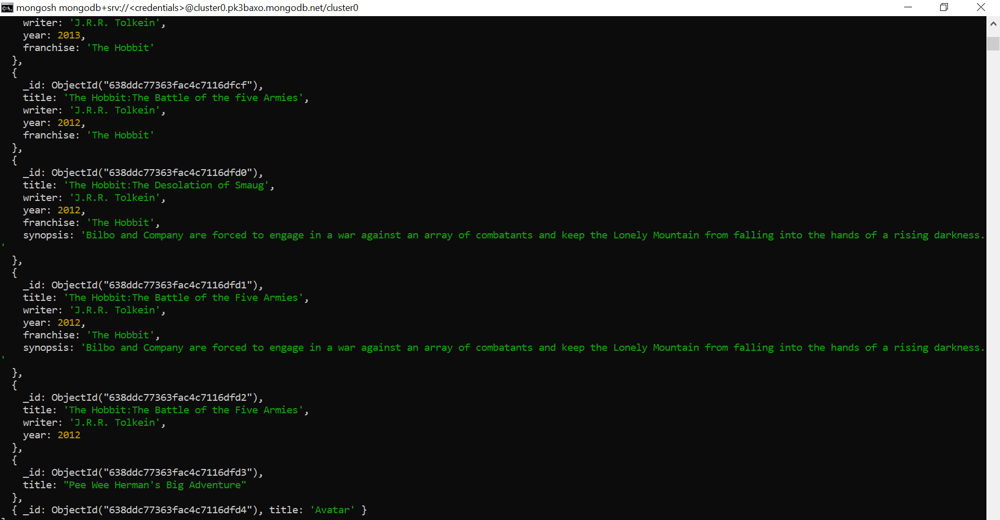 mongosh mongodb+srv://<credentials>@cluster0.pk3baxo.mongodb.net/cluster0
    writer: 'J.R.R. Tolkein',
    year: 2013,
    franchise: 'The Hobbit'
  },
  {
    _id: ObjectId("638ddc77363fac4c7116dfcf"),
    title: 'The Hobbit:The Battle of the five Armies',
    writer: 'J.R.R. Tolkein',
    year: 2012,
    franchise: 'The Hobbit'
  },
  {
    _id: ObjectId("638ddc77363fac4c7116dfd0"),
    title: 'The Hobbit:The Desolation of Smaug',
    writer: 'J.R.R. Tolkein',
    year: 2012,
    franchise: 'The Hobbit',
    synopsis: 'Bilbo and Company are forced to engage in a war against an array of combatants and keep the Lonely Mountain from falling into the hands of a rising darkness.
'
  },
  {
    _id: ObjectId("638ddc77363fac4c7116dfd1"),
    title: 'The Hobbit:The Battle of the Five Armies',
    writer: 'J.R.R. Tolkein',
    year: 2012,
    franchise: 'The Hobbit',
    synopsis: 'Bilbo and Company are forced to engage in a war against an array of combatants and keep the Lonely Mountain from falling into the hands of a rising darkness.
'
  },
  {
    _id: ObjectId("638ddc77363fac4c7116dfd2"),
    title: 'The Hobbit:The Battle of the Five Armies',
    writer: 'J.R.R. Tolkein',
    year: 2012
  },
  {
    _id: ObjectId("638ddc77363fac4c7116dfd3"),
    title: "Pee Wee Herman's Big Adventure"
  },
  { _id: ObjectId("638ddc77363fac4c7116dfd4"), title: 'Avatar' }